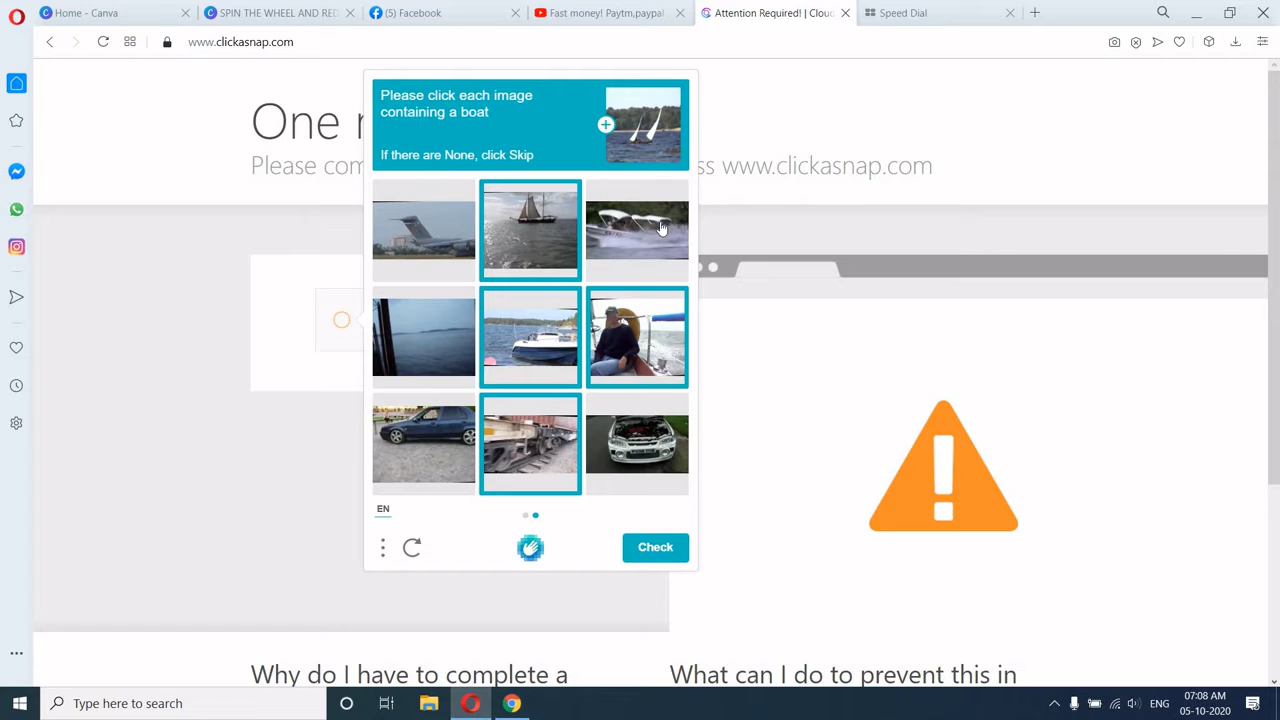 Home - Canva
SPIN THE WHEEL AND RED
(5) Facebook
Fast money! Paytm,paypal
Attention Required! | Clouc
Speed Dial
www.clickasnap.com
One
Please com
ss www.clickasnap.com
Please click each image
containing a boat
If there are None, click Skip
EN
Check
Why do I have to complete a
What can I do to prevent this in
Type here to search
ENG
07:08 AM
05-10-2020